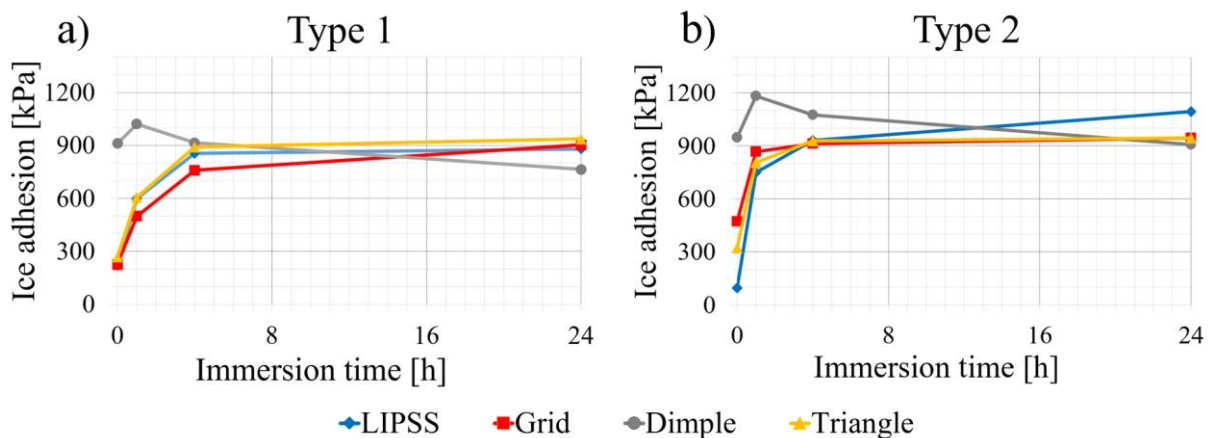 a) Type 1
Ice adhesion [kPa]
1200
900
600
300
0
0 8 16 24
Immersion time [h]
b) Type 2
Ice adhesion [kPa]
1200
900
600
300
0
0 8 16 24
Immersion time [h]
LIPSS Grid Dimple Triangle